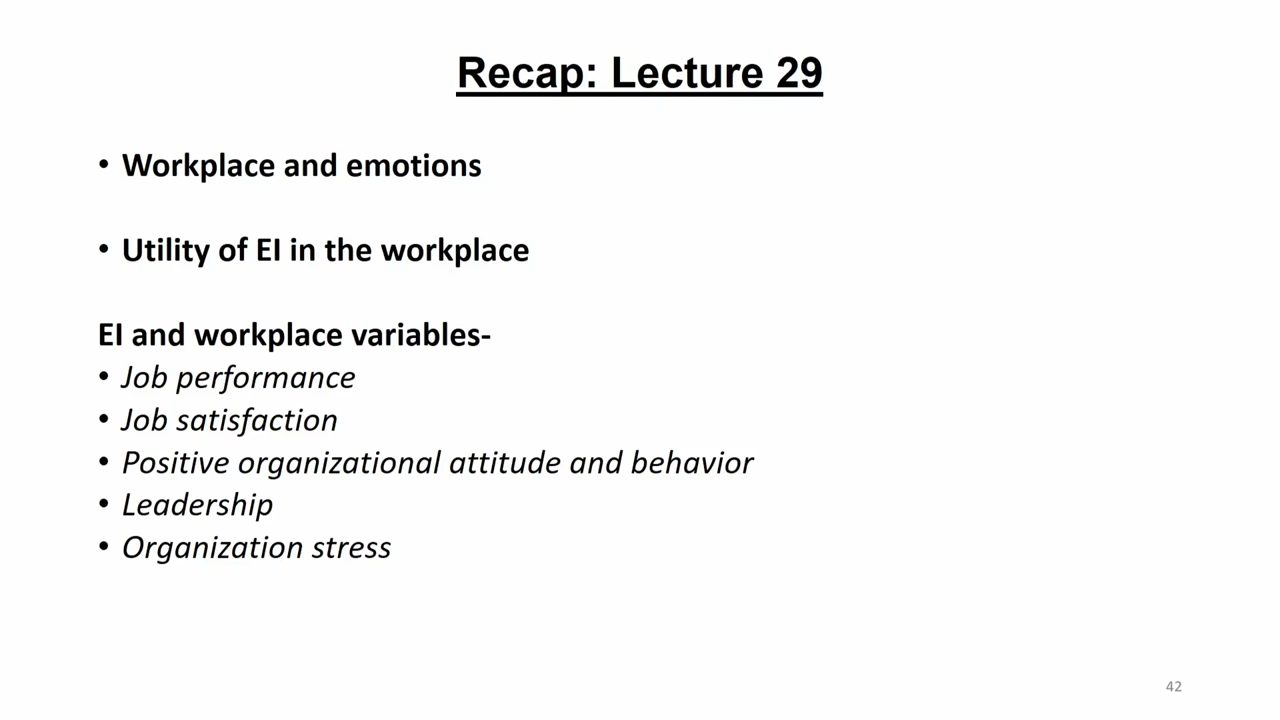 Recap: Lecture 29
• Workplace and emotions
• Utility of EI in the workplace
EI and workplace variables-
• Job performance
• Job satisfaction
• Positive organizational attitude and behavior
• Leadership
• Organization stress
42